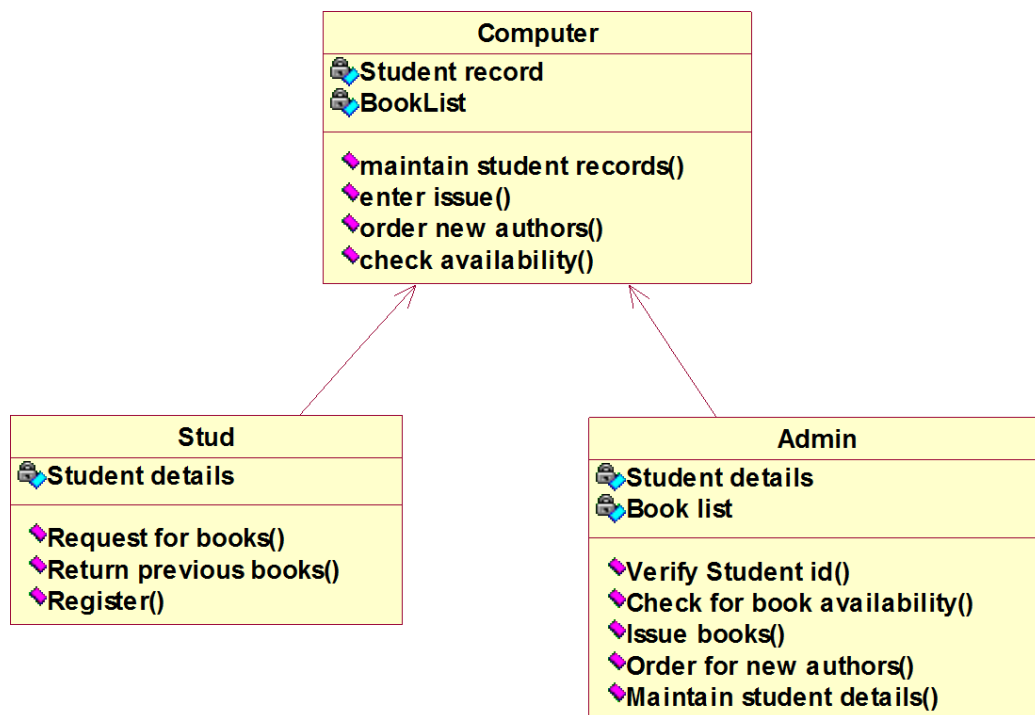 Computer
Student record
BookList
maintain student records()
enter issue()
order new authors()
check availability()
Stud
Student details
Request for books()
Return previous books()
Register()
Admin
Student details
Book list
Verify Student id()
Check for book availability()
Issue books()
Order for new authors()
Maintain student details()